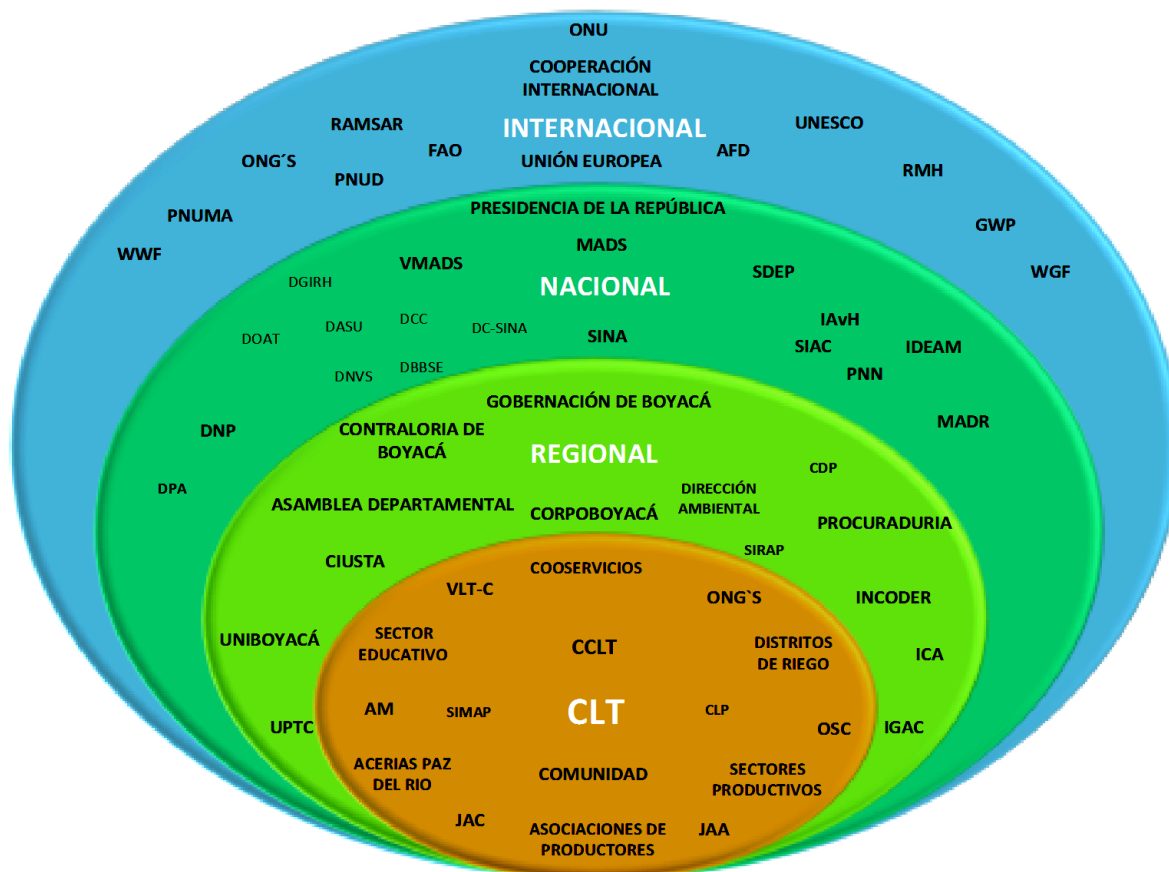 ONU
COOPERACIÓN
INTERNACIONAL
RAMSAR
INTERNACIONAL
UNESCO
ONG´S
FAO
UNIÓN EUROPEA
AFD
PNUD
RMH
PNUMA
GWP
WWF
WGF
PRESIDENCIA DE LA REPÚBLICA
MADS
VMADS
SDEP
DGIRH
NACIONAL
DOAT
DASU
DCC
DC-SINA
SINA
IAvH
SIAC
IDEAM
DNVS
DBBSE
PNN
DNP
MADR
DPA
GOBERNACIÓN DE BOYACÁ
CONTRALORIA DE
BOYACÁ
REGIONAL
CDP
ASAMBLEA DEPARTAMENTAL
CORPOBOYACÁ
DIRECCIÓN
AMBIENTAL
PROCURADURIA
CIUSTA
SIRAP
INCODER
UNIBOYACÁ
ICA
UPTC
IGAC
COOSERVICIOS
VLT-C
ONG`S
SECTOR
EDUCATIVO
CCLT
DISTRITOS
DE RIEGO
AM
SIMAP
CLT
CLP
OSC
ACERIAS PAZ
DEL RIO
COMUNIDAD
SECTORES
PRODUCTIVOS
JAC
ASOCIACIONES DE
PRODUCTORES
JAA